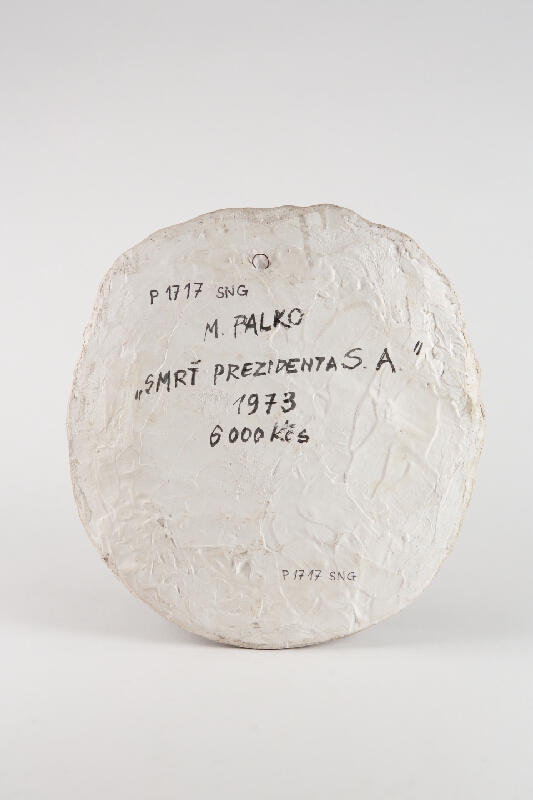 P 1717 SNG
M. PALKO
„SMRŤ PREZIDENTA S. A."
1973
6000 Kčs
P 1717 SNG